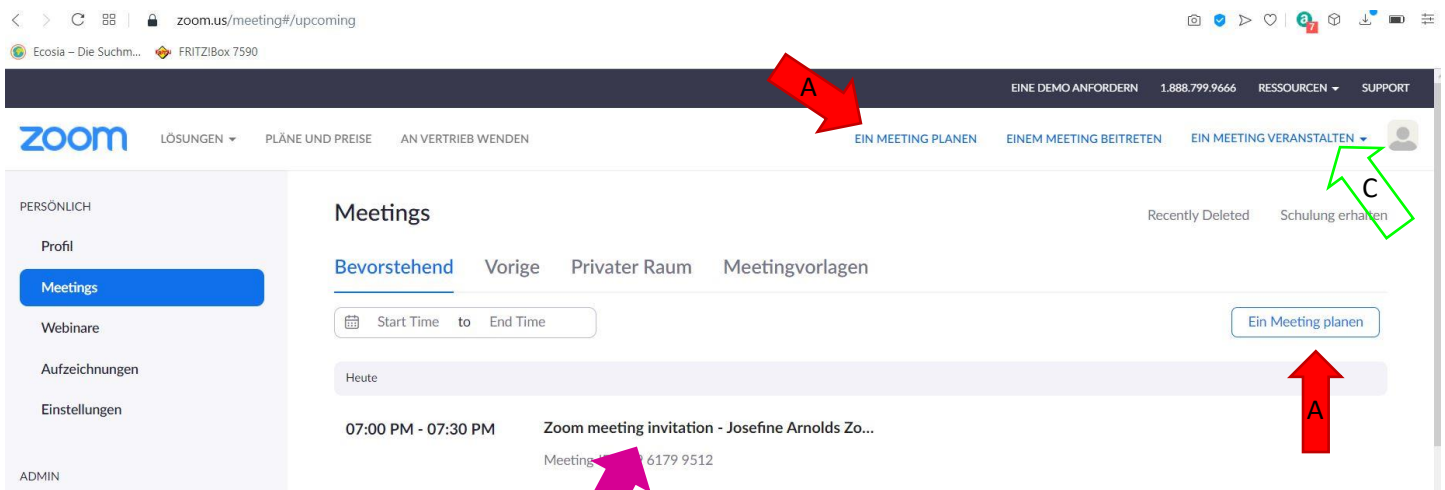 zoom.us/meeting#/upcoming
7
Ecosia – Die Suchm... FRITZ!Box 7590
A
EINE DEMO ANFORDERN 1.888.799.9666 RESSOURCEN SUPPORT
zoom LÖSUNGEN PLÄNE UND PREISE AN VERTRIEB WENDEN EIN MEETING PLANEN EINEM MEETING BEITRETEN EIN MEETING VERANSTALTEN
C
PERSÖNLICH
Meetings
Recently Deleted Schulung erhalten
Profil
Bevorstehend Vorige Privater Raum Meetingvorlagen
Meetings
Webinare
Start Time to End Time
Ein Meeting planen
Aufzeichnungen
Heute
Einstellungen
A
07:00 PM - 07:30 PM Zoom meeting invitation - Josefine Arnolds Zo...
Meeting 6179 9512
ADMIN